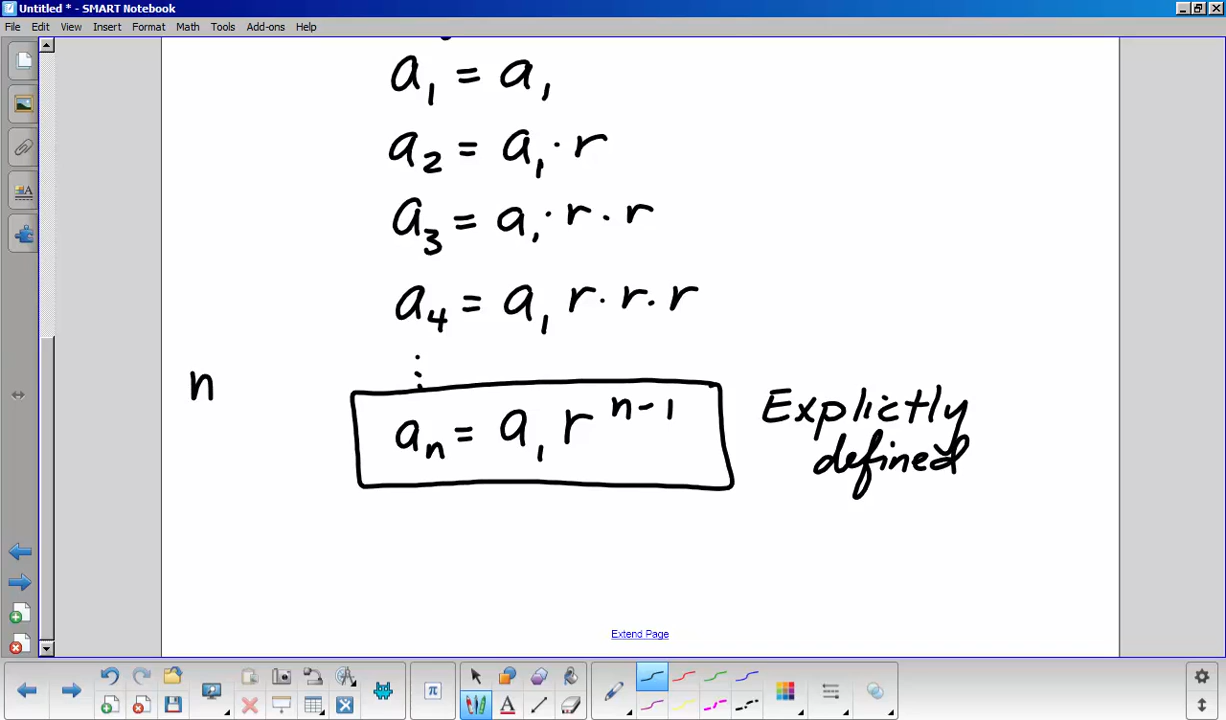 Untitled * - SMART Notebook
File Edit View Insert Format Math Tools Add-ons Help
a₁ = a₁
a₂ = a₁ · r
a₃ = a₁ · r · r
a₄ = a₁ r · r · r
⋮
n
aₙ = a₁ r^(n-1)
Explictly
defined
Extend Page
π
A